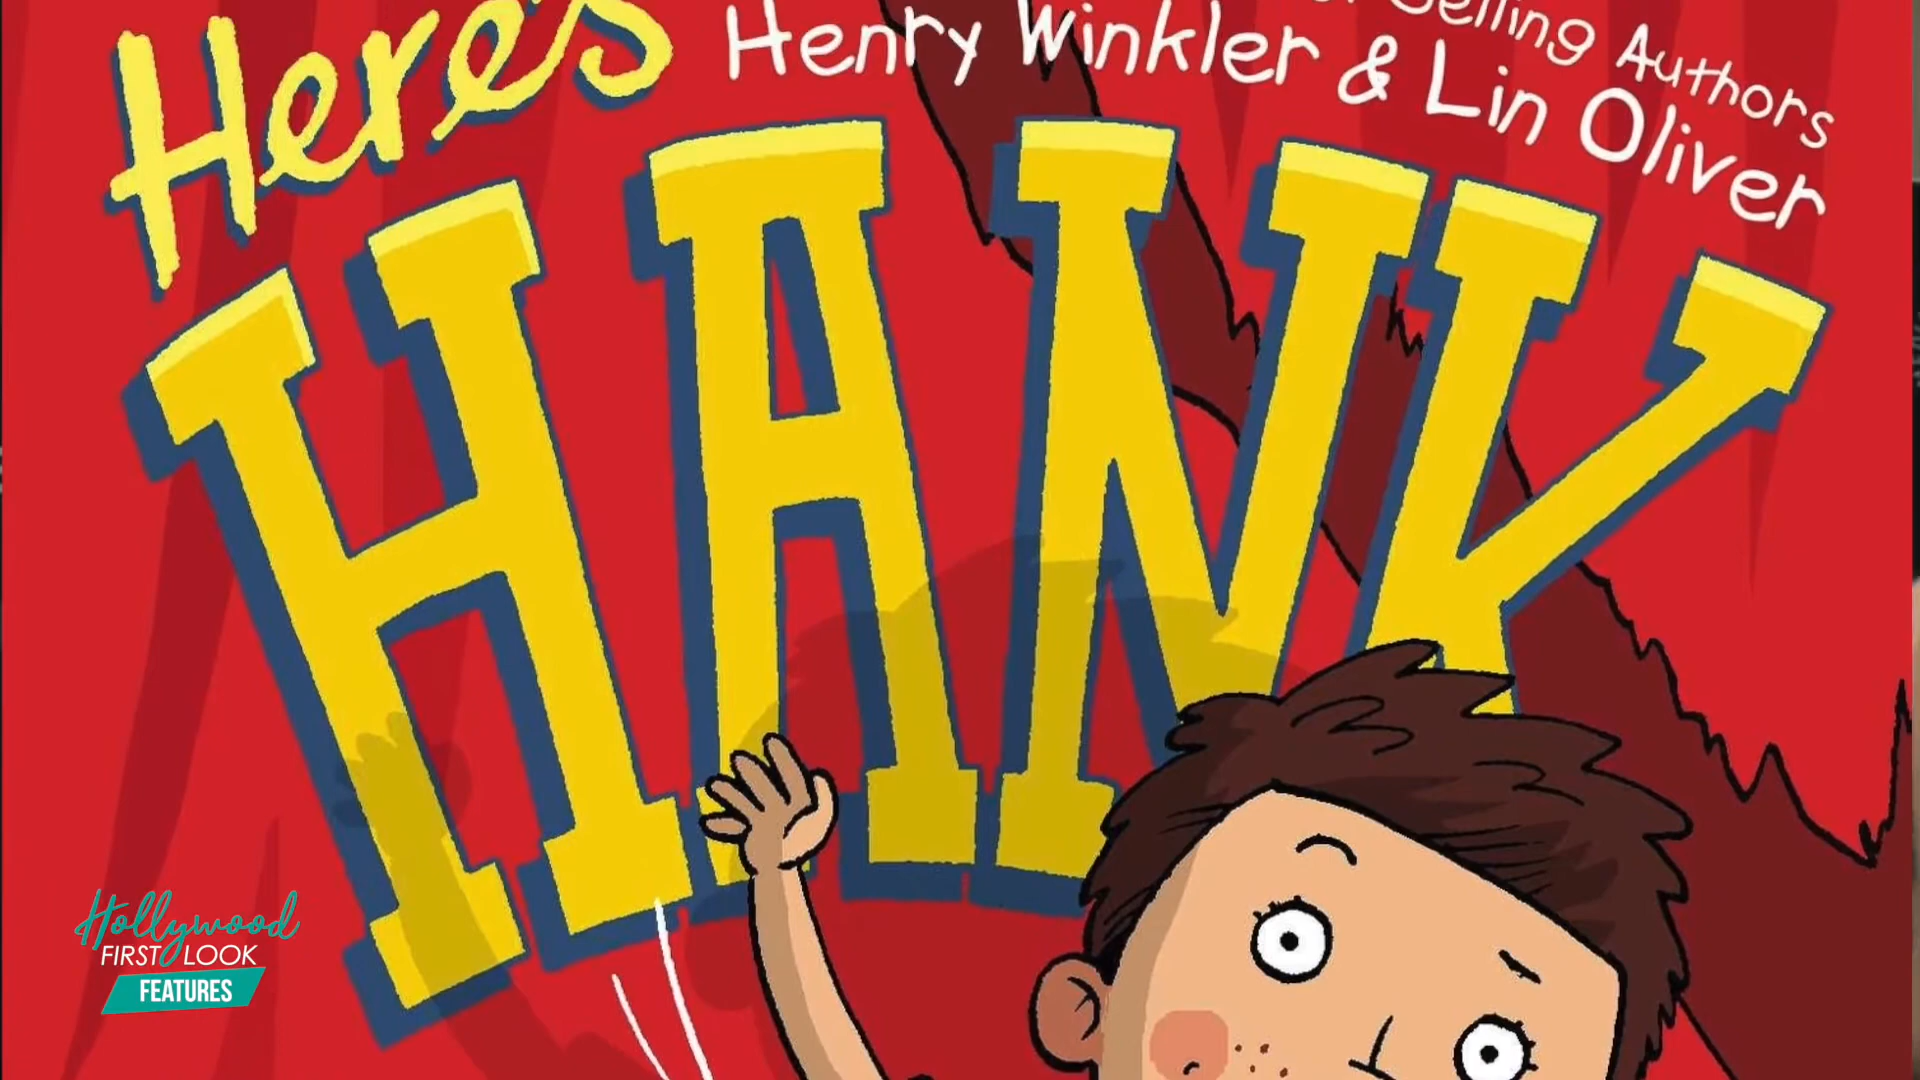 Here's
Selling Authors
Henry Winkler & Lin Oliver
HANK
Hollywood
FIRST LOOK
FEATURES